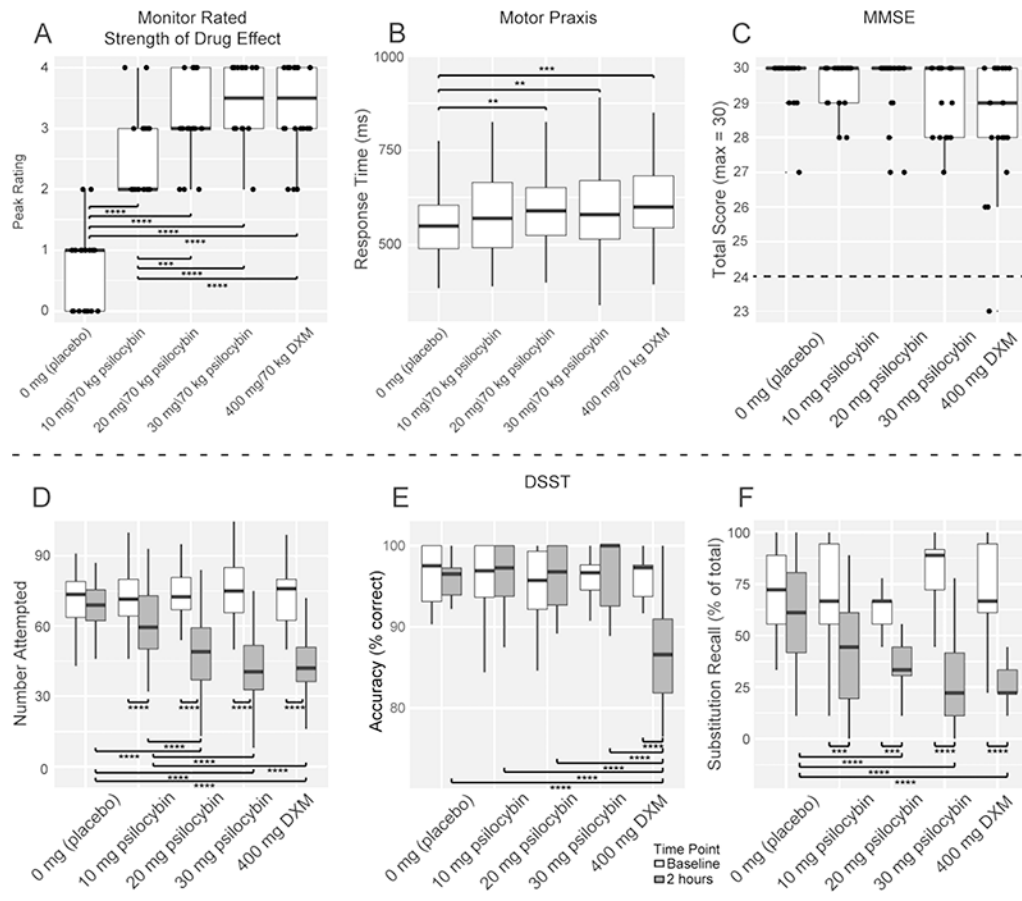 A
Monitor Rated
Strength of Drug Effect
Peak Rating
4
3
2
1
0
****
****
****
****
****
***
****
****
0 mg (placebo)
10 mg\70 kg psilocybin
20 mg\70 kg psilocybin
30 mg\70 kg psilocybin
400 mg/70 kg DXM
B
Motor Praxis
Response Time (ms)
1000
750
500
***
**
**
0 mg (placebo)
10 mg\70 kg psilocybin
20 mg\70 kg psilocybin
30 mg\70 kg psilocybin
400 mg/70 kg DXM
C
MMSE
Total Score (max = 30)
30
29
28
27
26
25
24
23
0 mg (placebo)
10 mg psilocybin
20 mg psilocybin
30 mg psilocybin
400 mg DXM
DSST
D
Number Attempted
90
60
30
0
**** **** **** ****
****
**** ****
**** ****
****
0 mg (placebo)
10 mg psilocybin
20 mg psilocybin
30 mg psilocybin
400 mg DXM
E
Accuracy (% correct)
100
90
80
****
****
****
****
****
0 mg (placebo)
10 mg psilocybin
20 mg psilocybin
30 mg psilocybin
400 mg DXM
Time Point
Baseline
2 hours
F
Substitution Recall (% of total)
100
75
50
25
0
*** *** **** ****
****
****
****
0 mg (placebo)
10 mg psilocybin
20 mg psilocybin
30 mg psilocybin
400 mg DXM